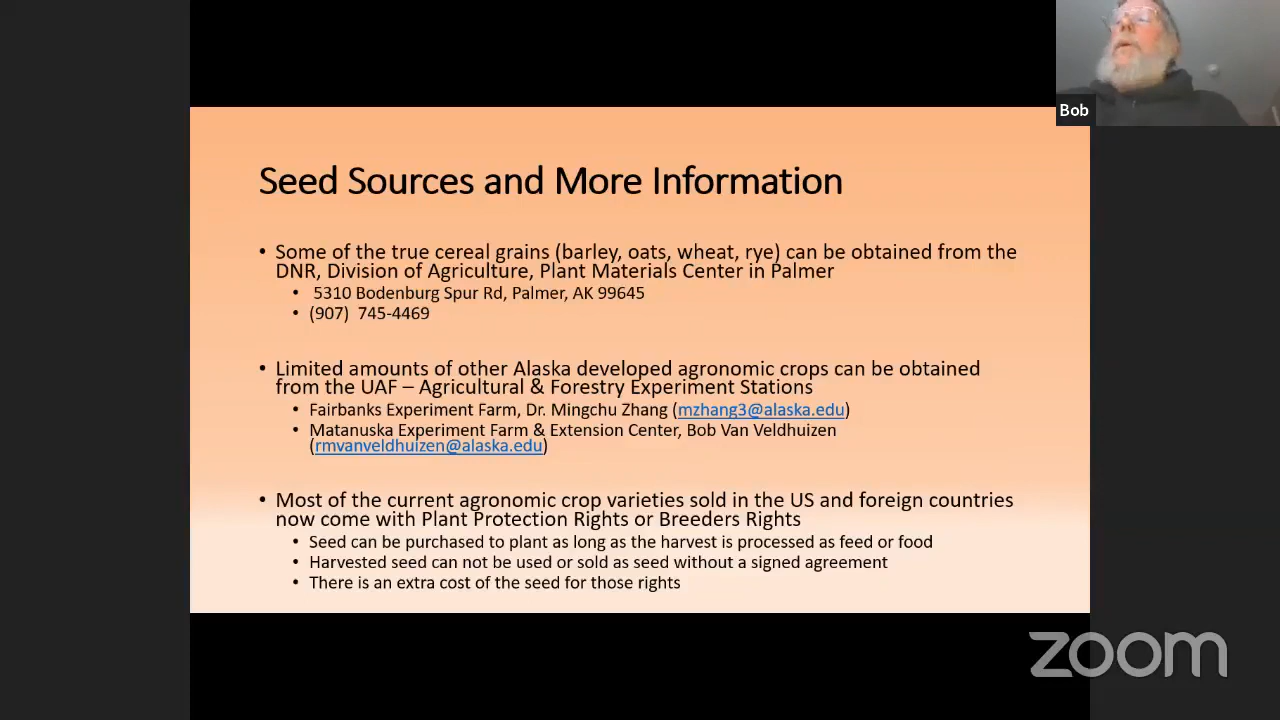 Bob
Seed Sources and More Information
• Some of the true cereal grains (barley, oats, wheat, rye) can be obtained from the
DNR, Division of Agriculture, Plant Materials Center in Palmer
• 5310 Bodenburg Spur Rd, Palmer, AK 99645
• (907) 745-4469
• Limited amounts of other Alaska developed agronomic crops can be obtained
from the UAF – Agricultural & Forestry Experiment Stations
• Fairbanks Experiment Farm, Dr. Mingchu Zhang (mzhang3@alaska.edu)
• Matanuska Experiment Farm & Extension Center, Bob Van Veldhuizen
(rmvanveldhuizen@alaska.edu)
• Most of the current agronomic crop varieties sold in the US and foreign countries
now come with Plant Protection Rights or Breeders Rights
• Seed can be purchased to plant as long as the harvest is processed as feed or food
• Harvested seed can not be used or sold as seed without a signed agreement
• There is an extra cost of the seed for those rights
zoom